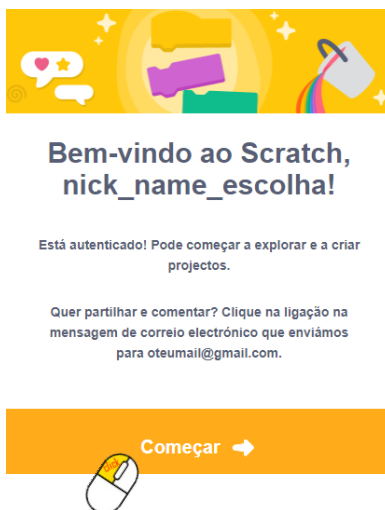 Bem-vindo ao Scratch,
nick_name_escolha!
Está autenticado! Pode começar a explorar e a criar
projectos.
Quer partilhar e comentar? Clique na ligação na
mensagem de correio electrónico que enviámos
para oteumail@gmail.com.
Começar
click